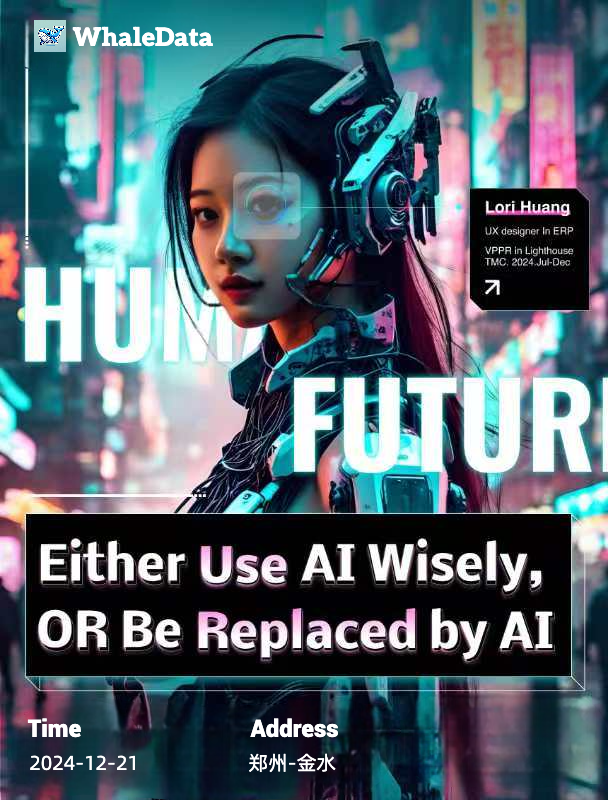 WhaleData
Lori Huang
UX designer In ERP
VPPR in Lighthouse
TMC. 2024.Jul-Dec
HUMA
FUTUR
Either Use AI Wisely,
OR Be Replaced by AI
Time
Address
2024-12-21
郑州-金水